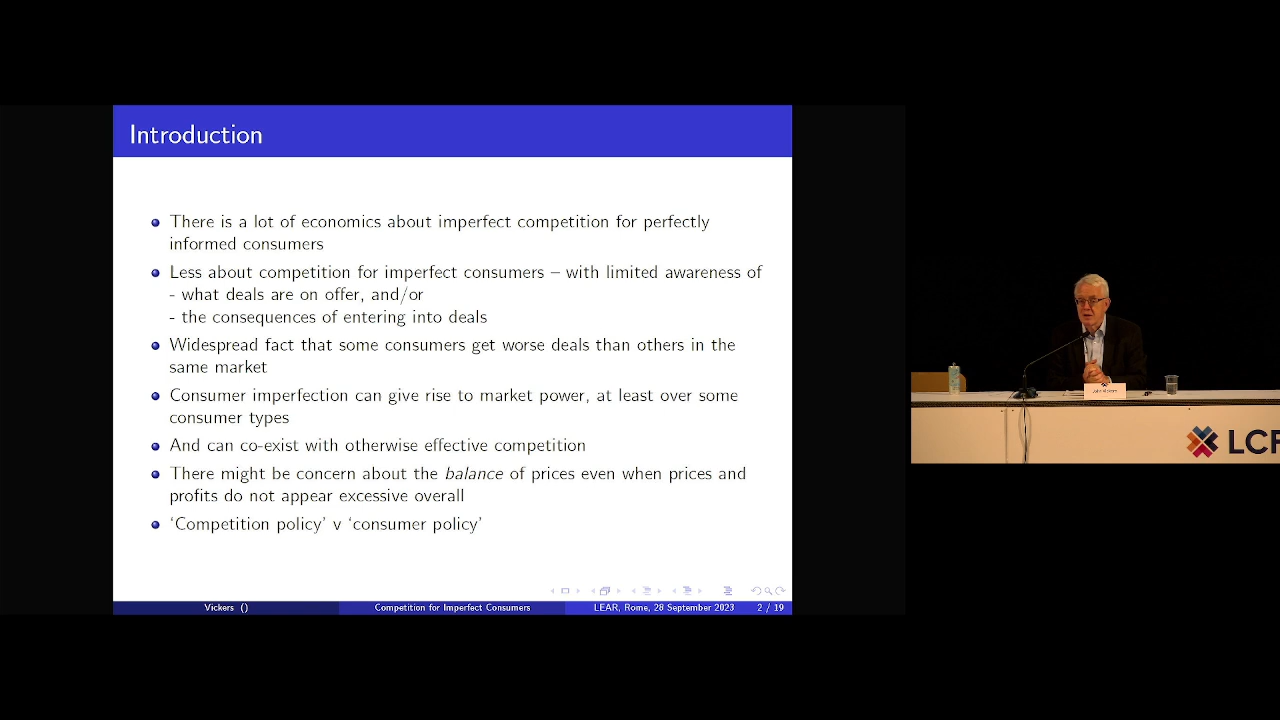 Introduction
There is a lot of economics about imperfect competition for perfectly
informed consumers
Less about competition for imperfect consumers – with limited awareness of
- what deals are on offer, and/or
- the consequences of entering into deals
Widespread fact that some consumers get worse deals than others in the
same market
Consumer imperfection can give rise to market power, at least over some
consumer types
And can co-exist with otherwise effective competition
There might be concern about the balance of prices even when prices and
profits do not appear excessive overall
‘Competition policy’ v ‘consumer policy’
Vickers ()
Competition for Imperfect Consumers
LEAR, Rome, 28 September 2023
2 / 19